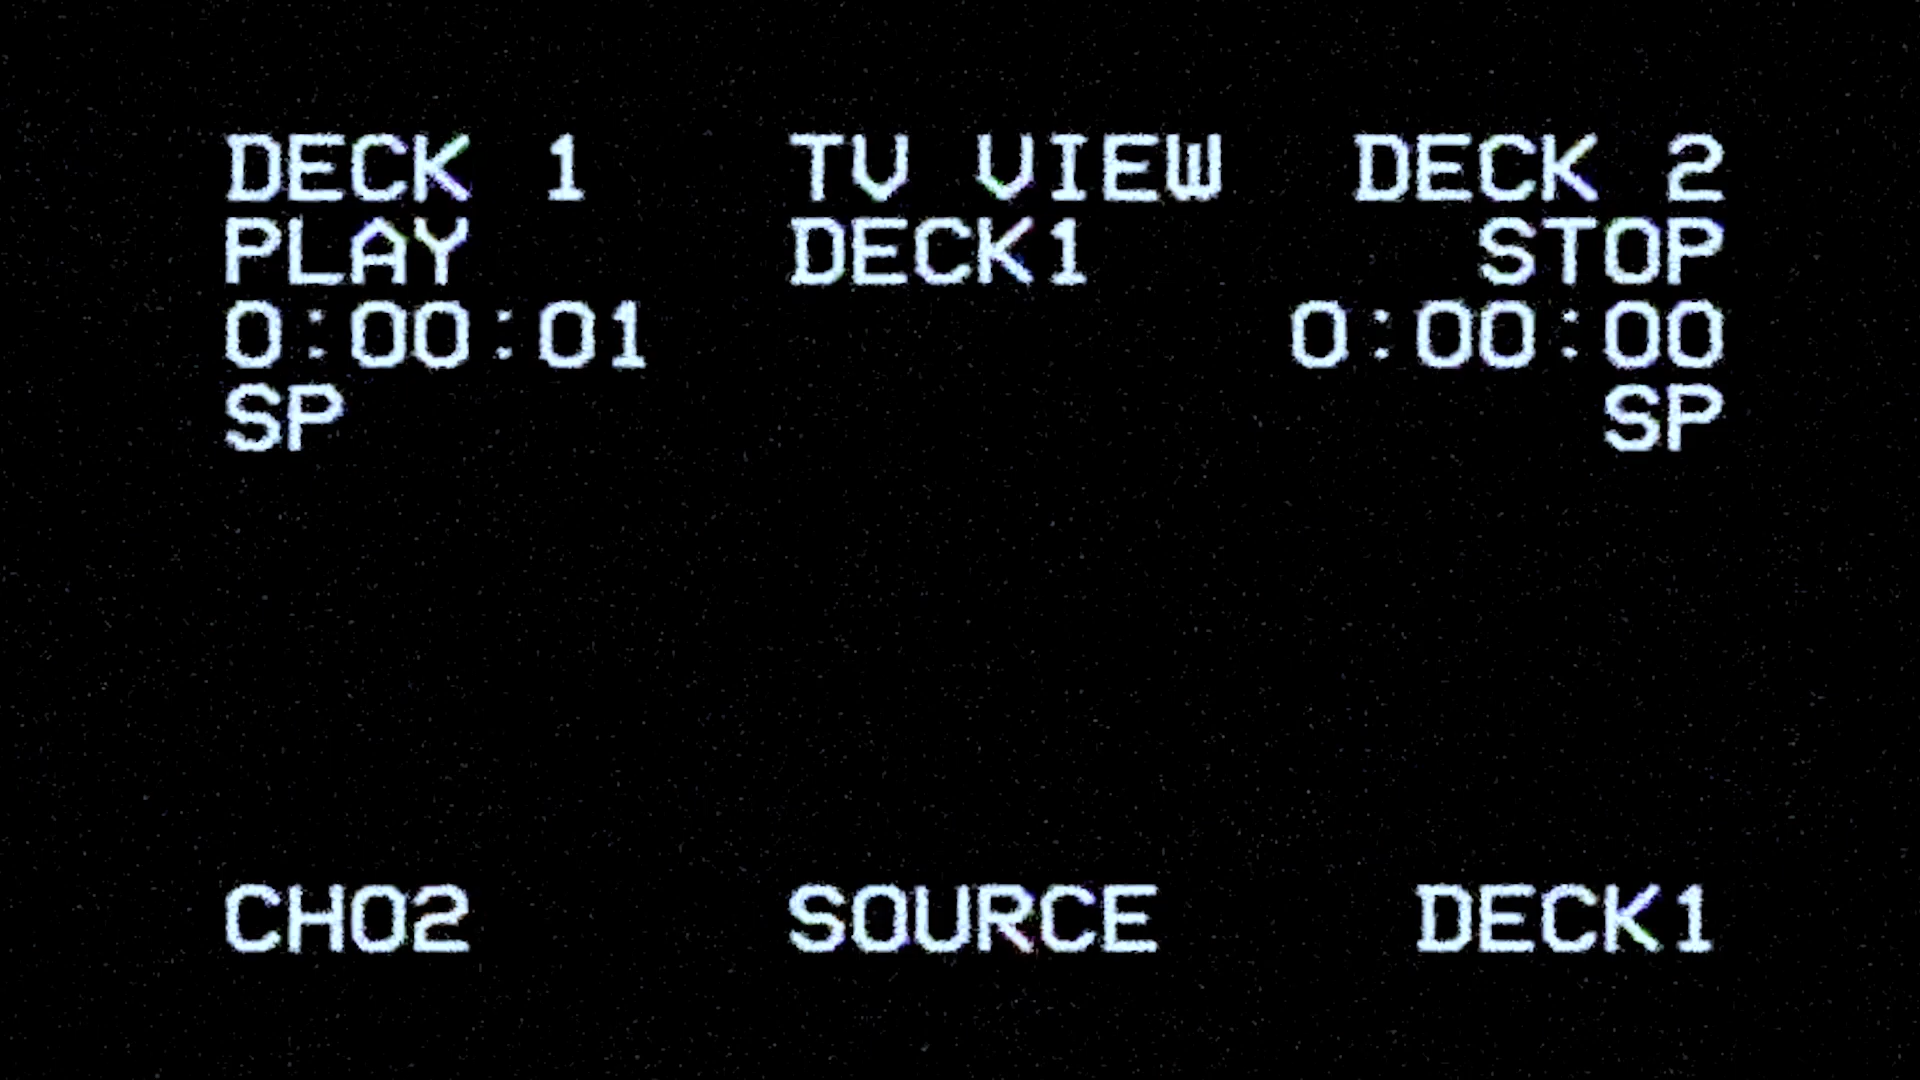 DECK 1 TV VIEW DECK 2
PLAY DECK1 STOP
0:00:01 0:00:00
SP SP
CH02 SOURCE DECK1